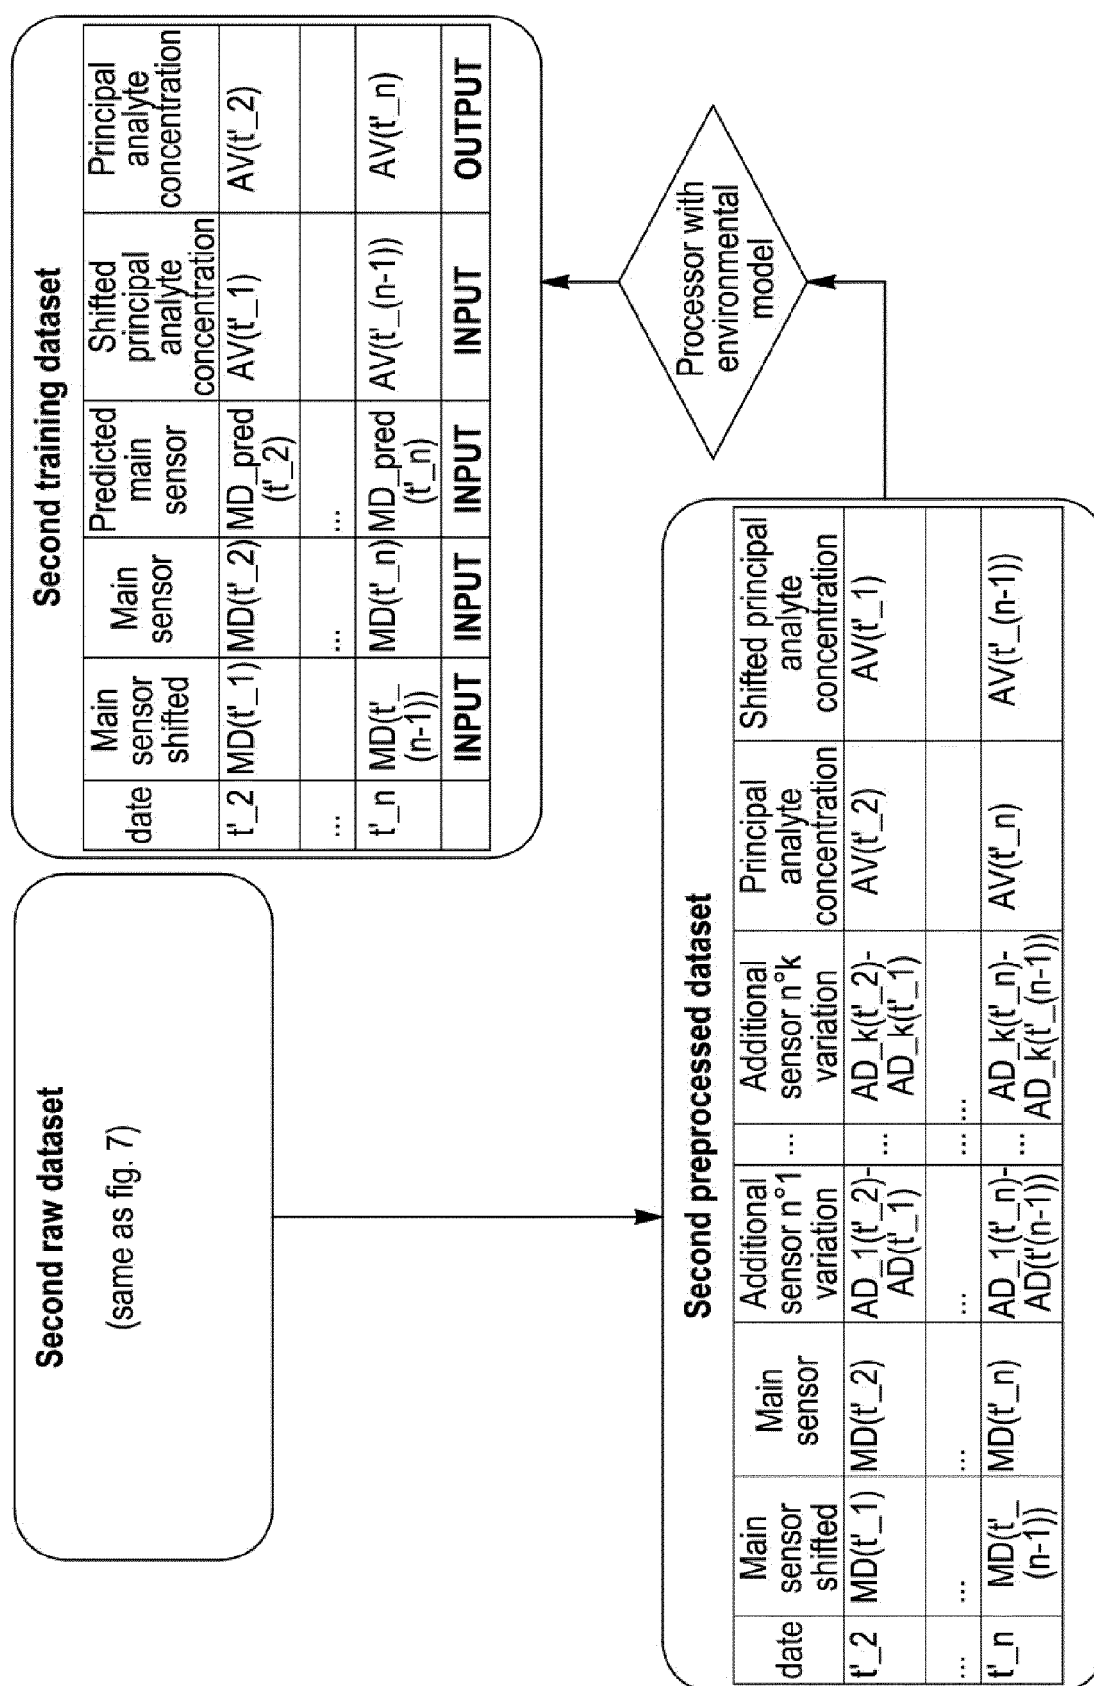 Second raw dataset
(same as fig. 7)
Second training dataset
date
Main
sensor
shifted
Main
sensor
Predicted
main
sensor
Shifted
principal
analyte
concentration
Principal
analyte
concentration
t'_2
MD(t'_1)
MD(t'_2)
MD_pred
(t'_2)
AV(t'_1)
AV(t'_2)
...
...
...
t'_n
MD(t'_
(n-1))
MD(t'_n)
MD_pred
(t'_n)
AV(t'_(n-1))
AV(t'_n)
INPUT
INPUT
INPUT
INPUT
OUTPUT
Second preprocessed dataset
date
Main
sensor
shifted
Main
sensor
Additional
sensor n°1
variation
...
Additional
sensor n°k
variation
Principal
analyte
concentration
Shifted principal
analyte
concentration
t'_2
MD(t'_1)
MD(t'_2)
AD_1(t'_2)-
AD(t'_1)
...
AD_k(t'_2)-
AD_k(t'_1)
AV(t'_2)
AV(t'_1)
...
...
...
...
...
...
t'_n
MD(t'_
(n-1))
MD(t'_n)
AD_1(t'_n)-
AD(t'(n-1))
...
AD_k(t'_n)-
AD_k(t'_(n-1))
AV(t'_n)
AV(t'_(n-1))
Processor with
environmental
model